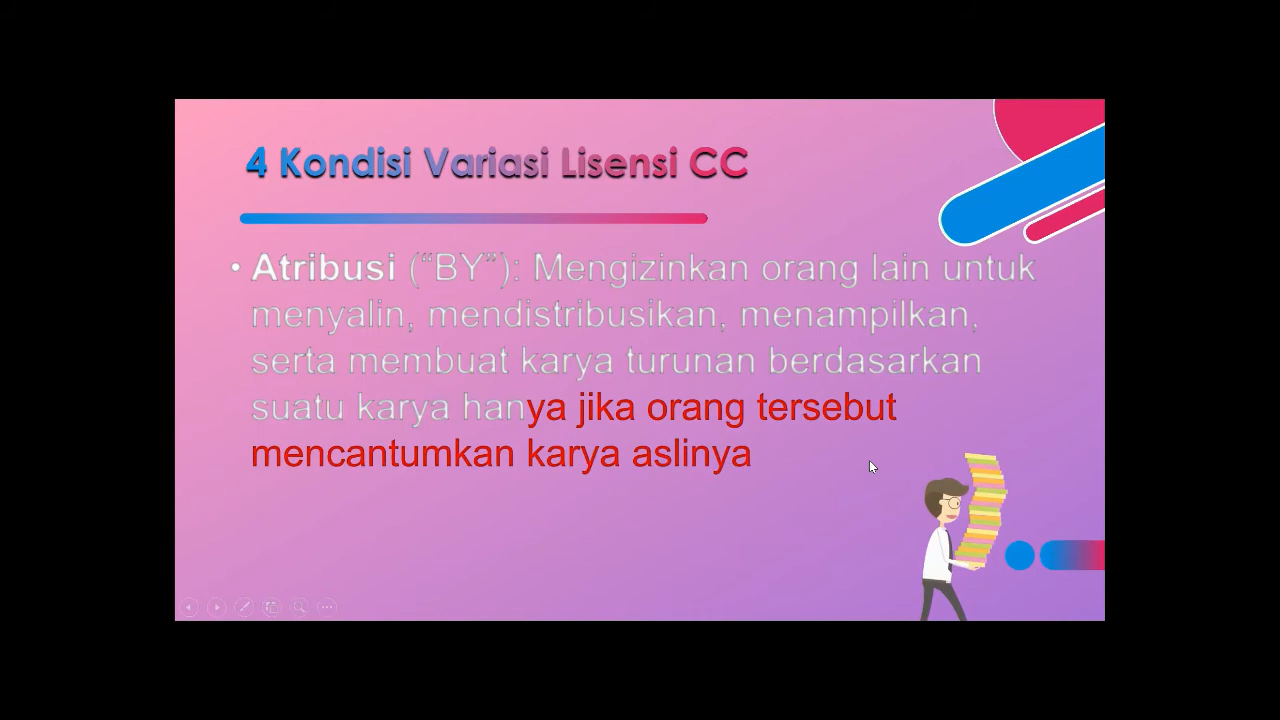 4 Kondisi Variasi Lisensi CC
• Atribusi (“BY”): Mengizinkan orang lain untuk
menyalin, mendistribusikan, menampilkan,
serta membuat karya turunan berdasarkan
suatu karya hanya jika orang tersebut
mencantumkan karya aslinya